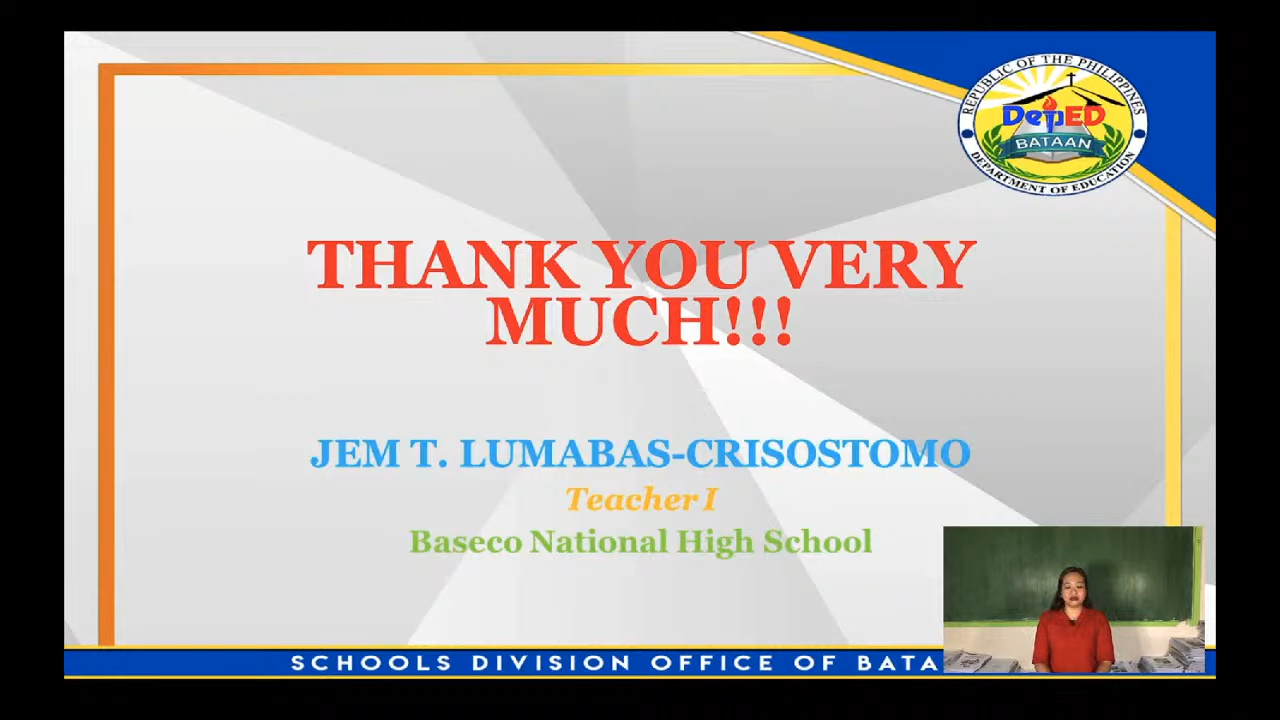 REPUBLIC OF THE PHILIPPINES
DepED
BATAAN
DEPARTMENT OF EDUCATION
THANK YOU VERY
MUCH!!!
JEM T. LUMABAS-CRISOSTOMO
Teacher I
Baseco National High School
SCHOOLS DIVISION OFFICE OF BATA